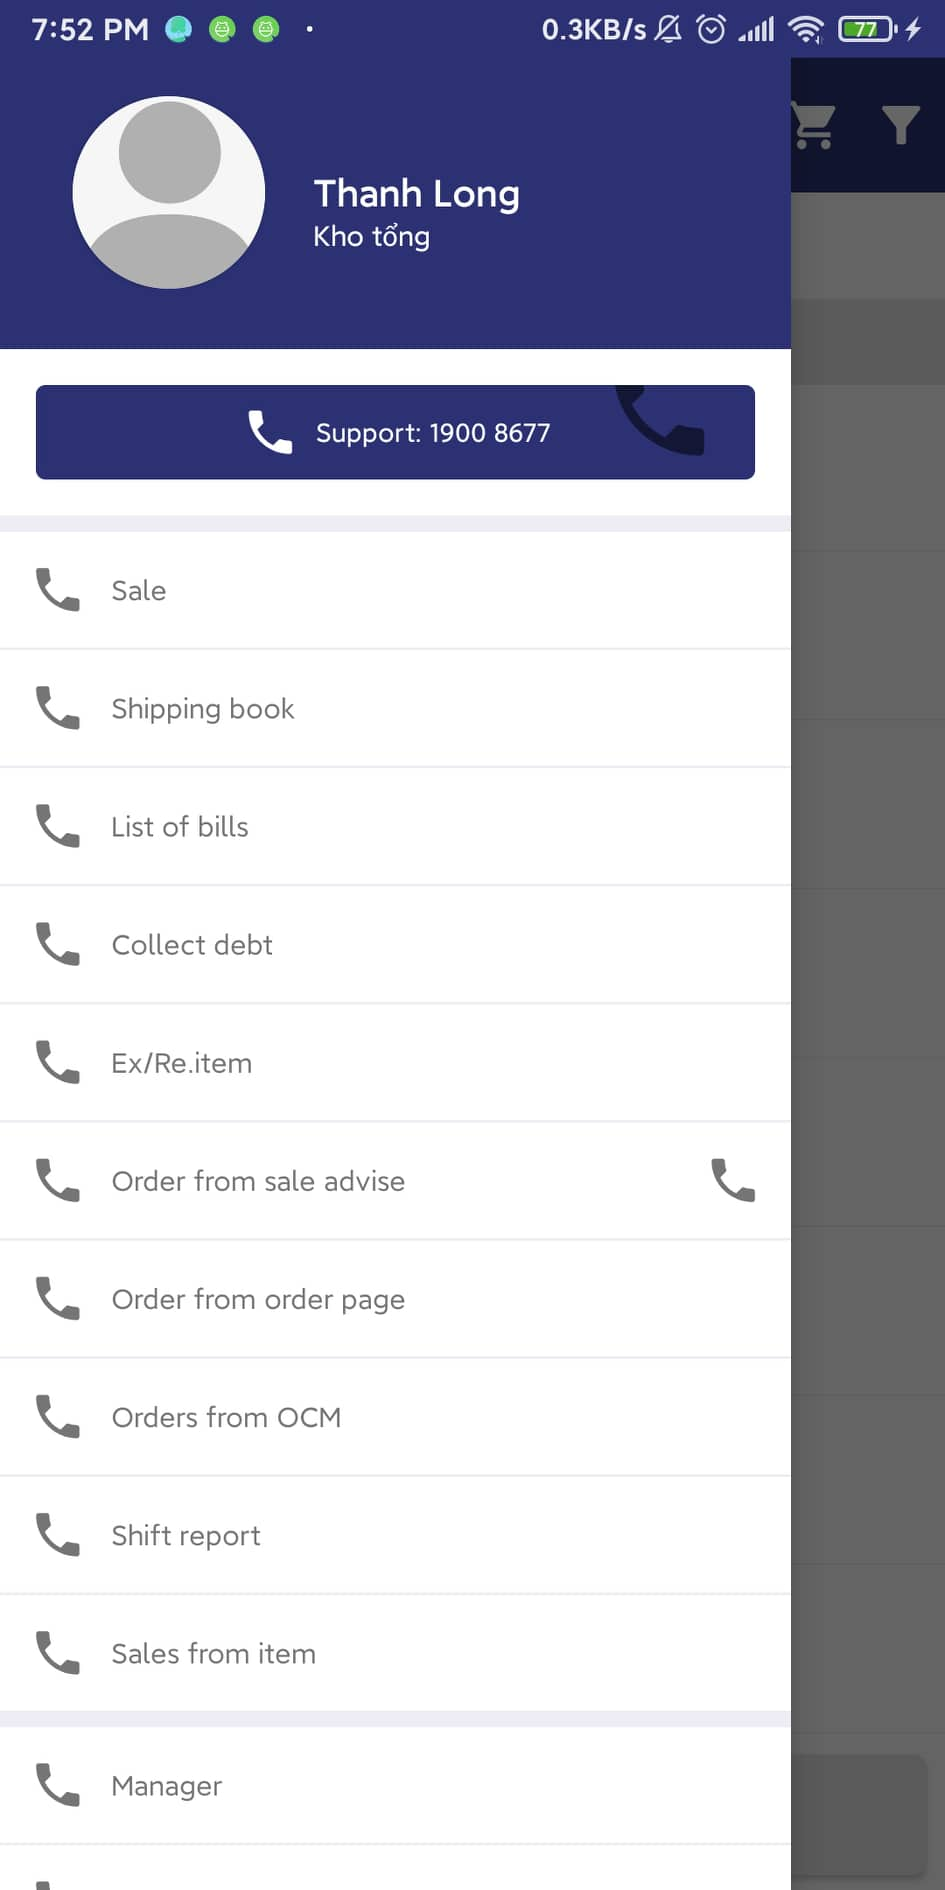 7:52 PM
0.3KB/s
77
Thanh Long
Kho tổng
Support: 1900 8677
Sale
Shipping book
List of bills
Collect debt
Ex/Re.item
Order from sale advise
Order from order page
Orders from OCM
Shift report
Sales from item
Manager